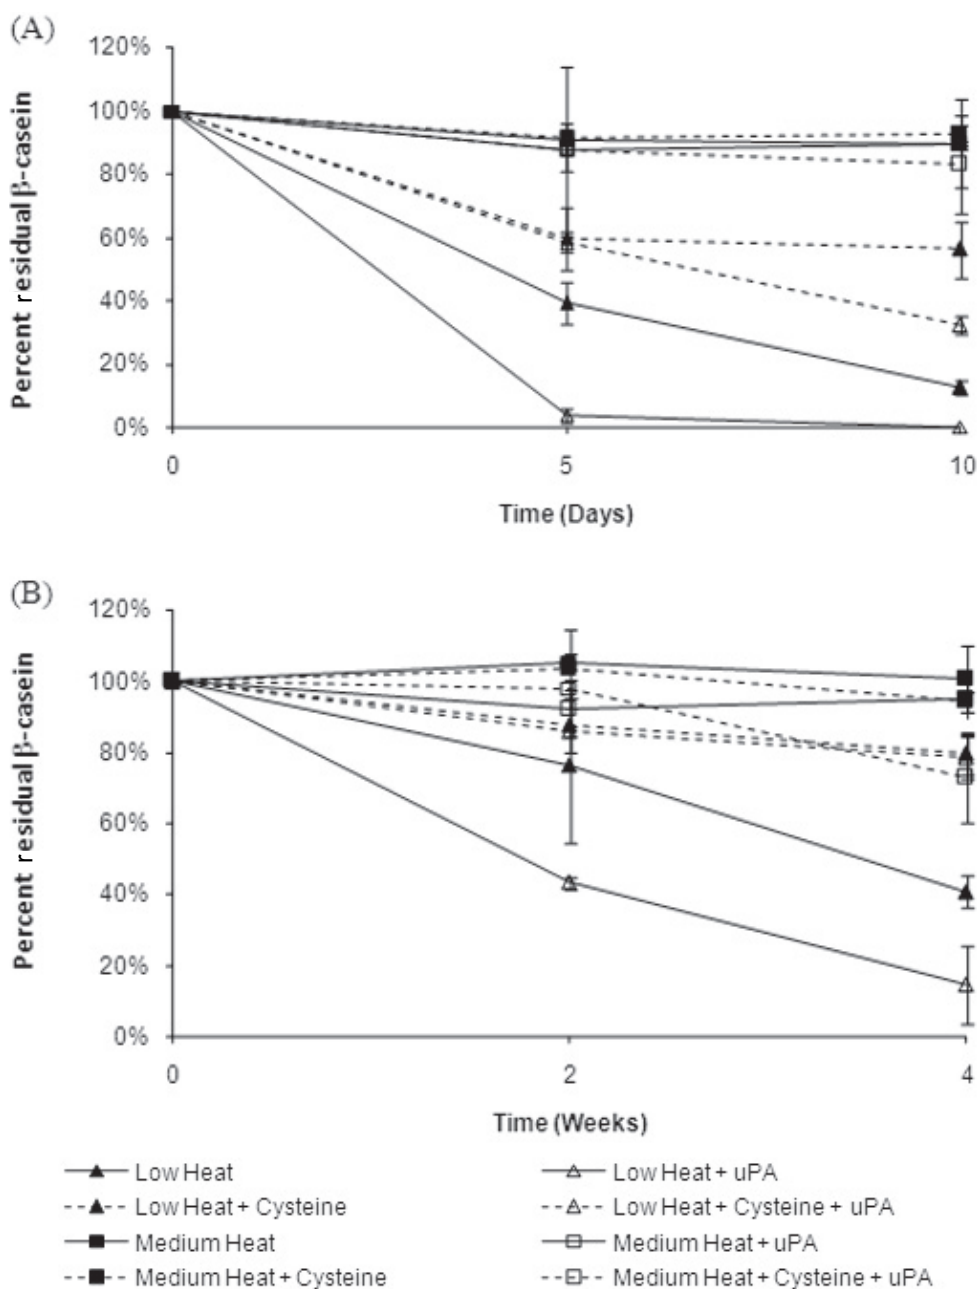 (A)
120%
100%
80%
60%
40%
20%
0%
Percent residual β-casein
0 5 10
Time (Days)
(B)
120%
100%
80%
60%
40%
20%
0%
Percent residual β-casein
0 2 4
Time (Weeks)
Low Heat Low Heat + uPA
Low Heat + Cysteine Low Heat + Cysteine + uPA
Medium Heat Medium Heat + uPA
Medium Heat + Cysteine Medium Heat + Cysteine + uPA